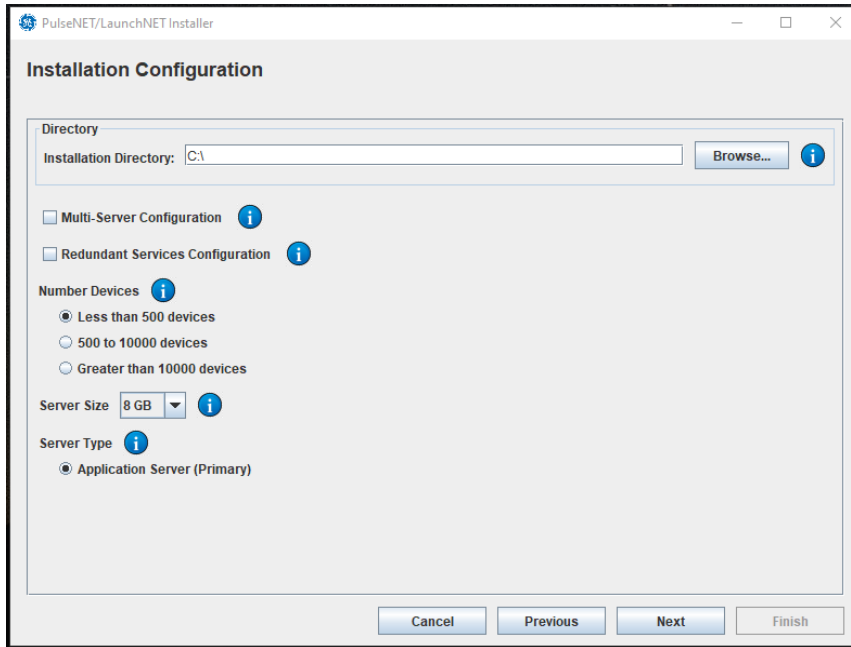 PulseNET/LaunchNET Installer
Installation Configuration
Directory
Installation Directory: C:\ Browse...
Multi-Server Configuration
Redundant Services Configuration
Number Devices
Less than 500 devices
500 to 10000 devices
Greater than 10000 devices
Server Size 8 GB
Server Type
Application Server (Primary)
Cancel Previous Next Finish